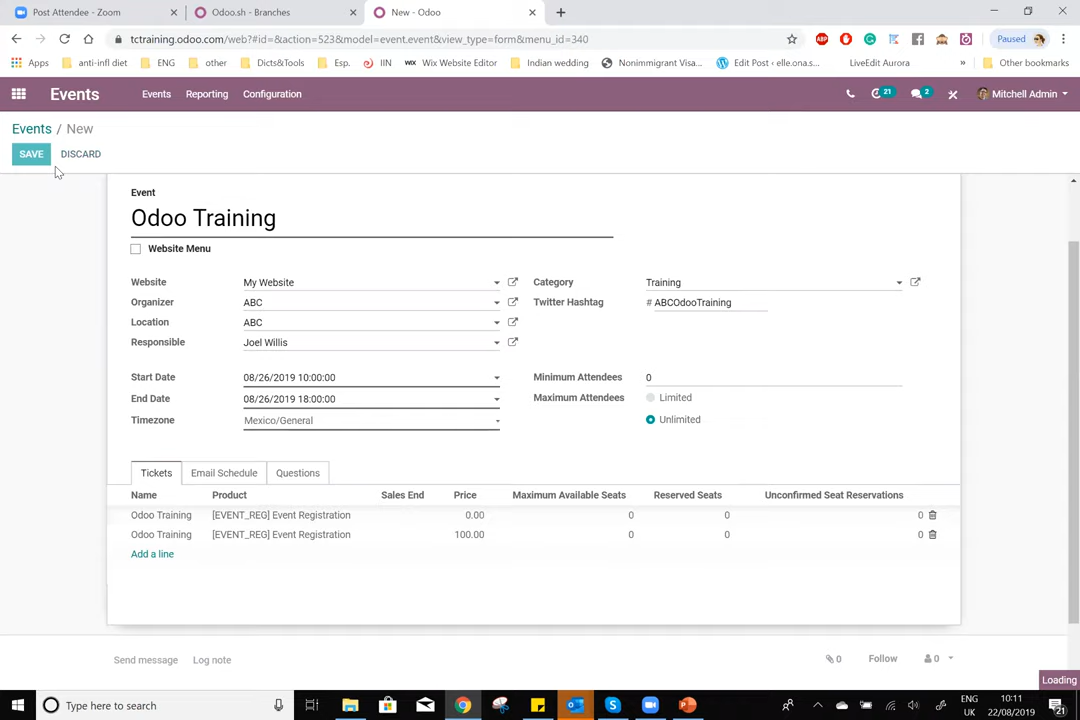 Post Attendee - Zoom
Odoo.sh - Branches
New - Odoo
tctraining.odoo.com/web?#id=&action=523&model=event.event&view_type=form&menu_id=340
ABP
Paused
Apps
anti-infl diet
ENG
other
Dicts&Tools
Esp.
IIN
WIX Wix Website Editor
Indian wedding
Nonimmigrant Visa...
Edit Post ‹ elle.ona.s...
LiveEdit Aurora
»
Other bookmarks
Events
Events
Reporting
Configuration
21
2
Mitchell Admin
Events / New
SAVE
DISCARD
Event
Odoo Training
Website Menu
Website My Website
Category Training
Organizer ABC
Twitter Hashtag # ABCOdooTraining
Location ABC
Responsible Joel Willis
Start Date 08/26/2019 10:00:00
Minimum Attendees 0
End Date 08/26/2019 18:00:00
Maximum Attendees Limited
Timezone Mexico/General
Unlimited
Tickets
Email Schedule
Questions
Name Product Sales End Price Maximum Available Seats Reserved Seats Unconfirmed Seat Reservations
Odoo Training [EVENT_REG] Event Registration 0.00 0 0 0
Odoo Training [EVENT_REG] Event Registration 100.00 0 0 0
Add a line
Send message
Log note
0
Follow
0
Loading
Type here to search
ENG
UK
10:11
22/08/2019
21